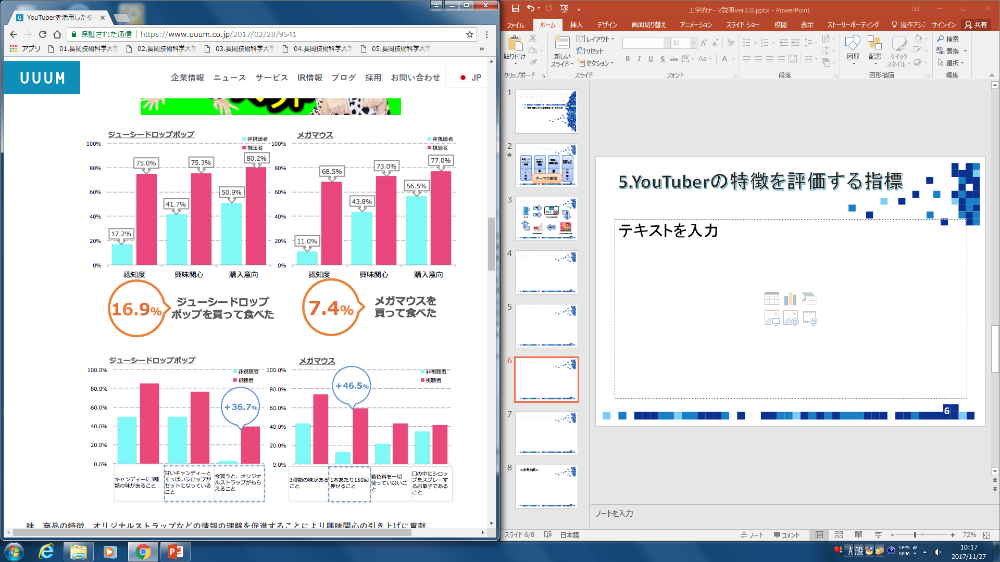 YouTuberを活用したタ
保護された通信
https://www.uuum.co.jp/2017/02/28/9541
アプリ
01.長岡技術科学大学
02.長岡技術科学大学
03.長岡技術科学大学
04.長岡技術科学大学
05.長岡技術科学大学
»
UUUM
企業情報 ニュース サービス IR情報 ブログ 採用 お問い合わせ JP
ジューシードロップポップ
非視聴者
視聴者
100%
80%
60%
40%
20%
0%
17.2%
75.0%
41.7%
75.3%
50.9%
80.2%
認知度 興味関心 購入意向
メガマウス
非視聴者
視聴者
100%
80%
60%
40%
20%
0%
11.0%
68.5%
43.8%
73.0%
56.5%
77.0%
認知度 興味関心 購入意向
16.9%
ジューシードロップ
ポップを買って食べた
7.4%
メガマウスを
買って食べた
ジューシードロップポップ
非視聴者
視聴者
100.0%
80.0%
60.0%
40.0%
20.0%
0.0%
+36.7%
キャンディーに3種
類の味があること
甘いキャンディーと
すっぱいシロップが
セットになっている
こと
今買うと、オリジナ
ルストラップがもら
えること
メガマウス
非視聴者
視聴者
100.0%
80.0%
60.0%
40.0%
20.0%
0.0%
+46.5%
3種類の味がある
こと
1本あたり150回
押せること
着色料を一切
使っていないこ
と
口の中にシロッ
プをスプレーす
るお菓子である
こと
味、商品の特徴、オリジナルストラップなどの情報の理解を促進することにより興味関心の引き上げに貢献。
工学的テーマ説明ver2.0.pptx - PowerPoint
ファイル ホーム 挿入 デザイン 画面切り替え アニメーション スライド ショー 校閲 表示 ストーリーボーディング 操作アシ サインイン 共有
貼り付け
クリップボード
新しい
スライド
レイアウト
リセット
セクション
スライド
32
B I U S abc AV Aa A
フォント
段落
図形
配置
クイック
スタイル
図形描画
検索
置換
選択
編集
1
2
テーマの設定
3
4
5
6
7
8
<参考文献>
5.YouTuberの特徴を評価する指標
テキストを入力
6
ノートを入力
スライド 6/8
日本語
ノート
コメント
72%
A 般
CAPS
KANA
10:17
2017/11/27